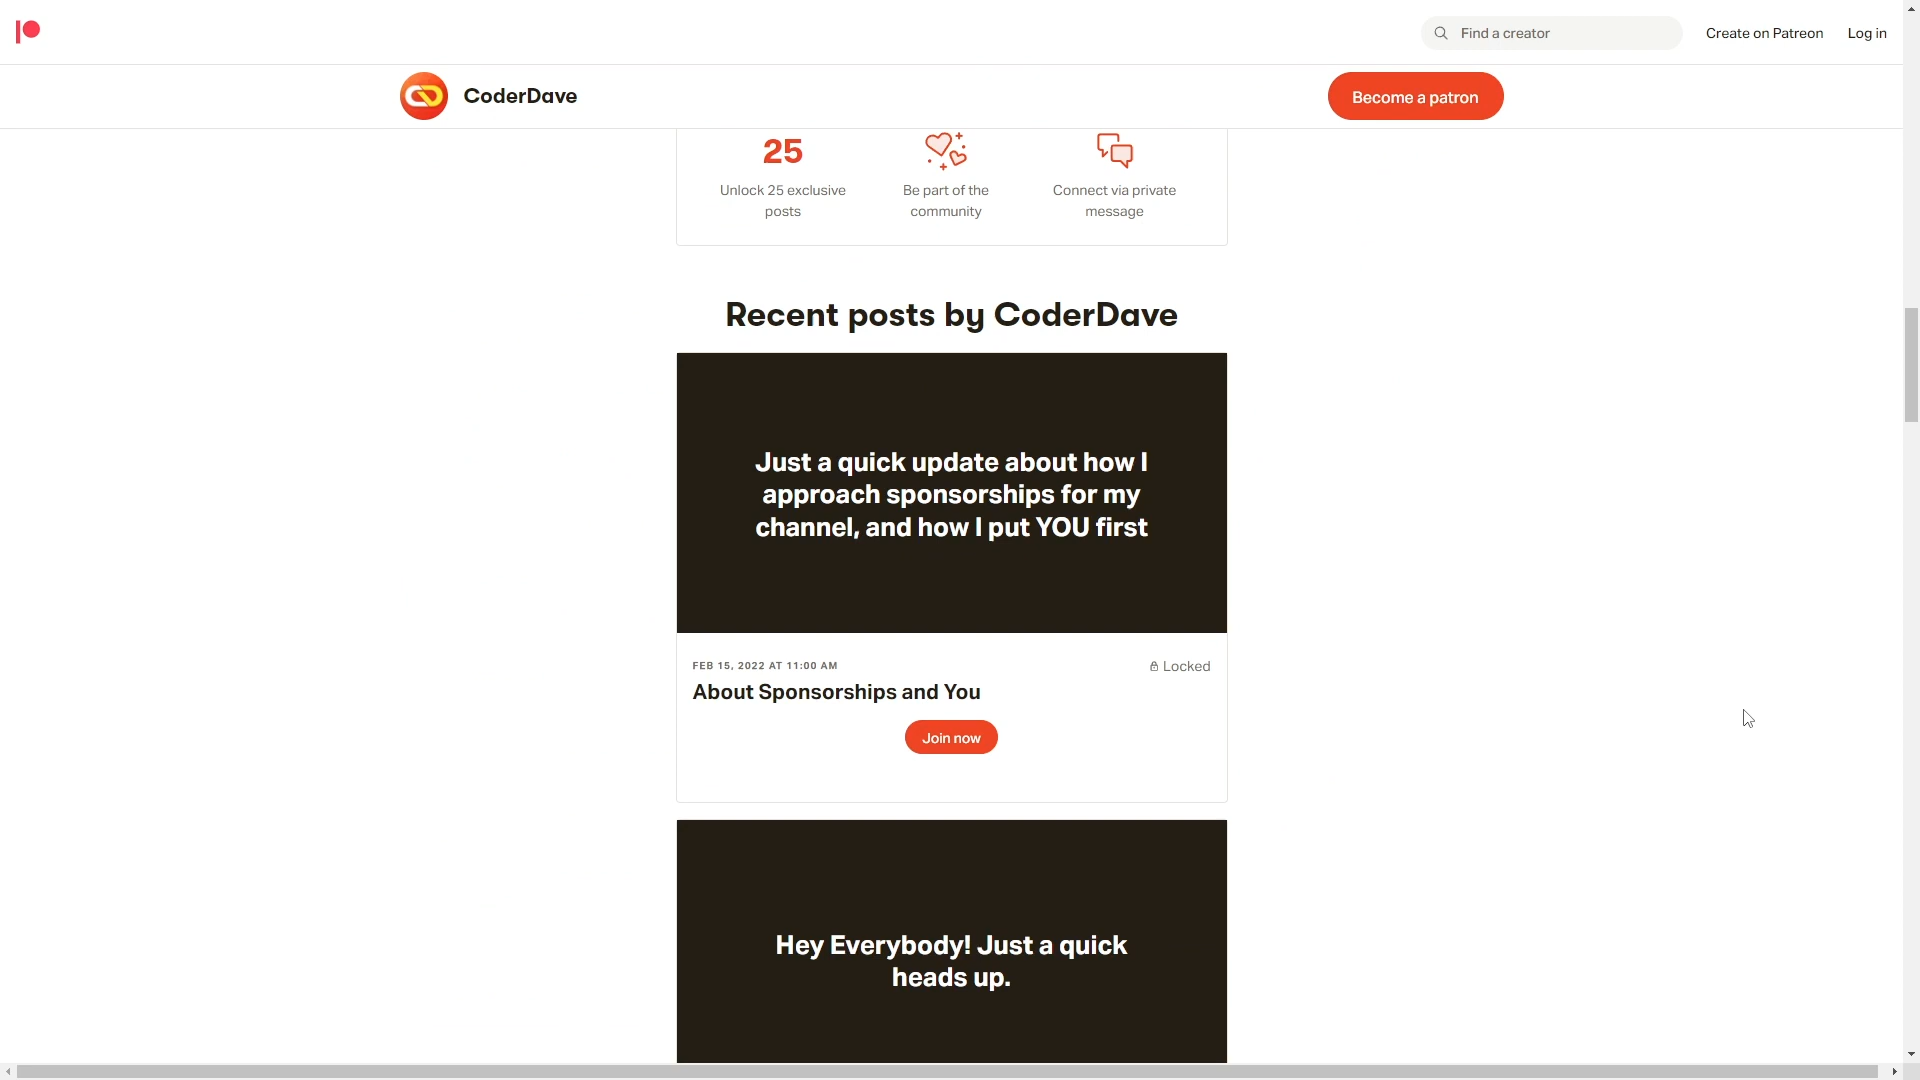 Find a creator
Create on Patreon
Log in
CoderDave
Become a patron
25
Unlock 25 exclusive
posts
Be part of the
community
Connect via private
message
Recent posts by CoderDave
Just a quick update about how I
approach sponsorships for my
channel, and how I put YOU first
FEB 15, 2022 AT 11:00 AM
Locked
About Sponsorships and You
Join now
Hey Everybody! Just a quick
heads up.